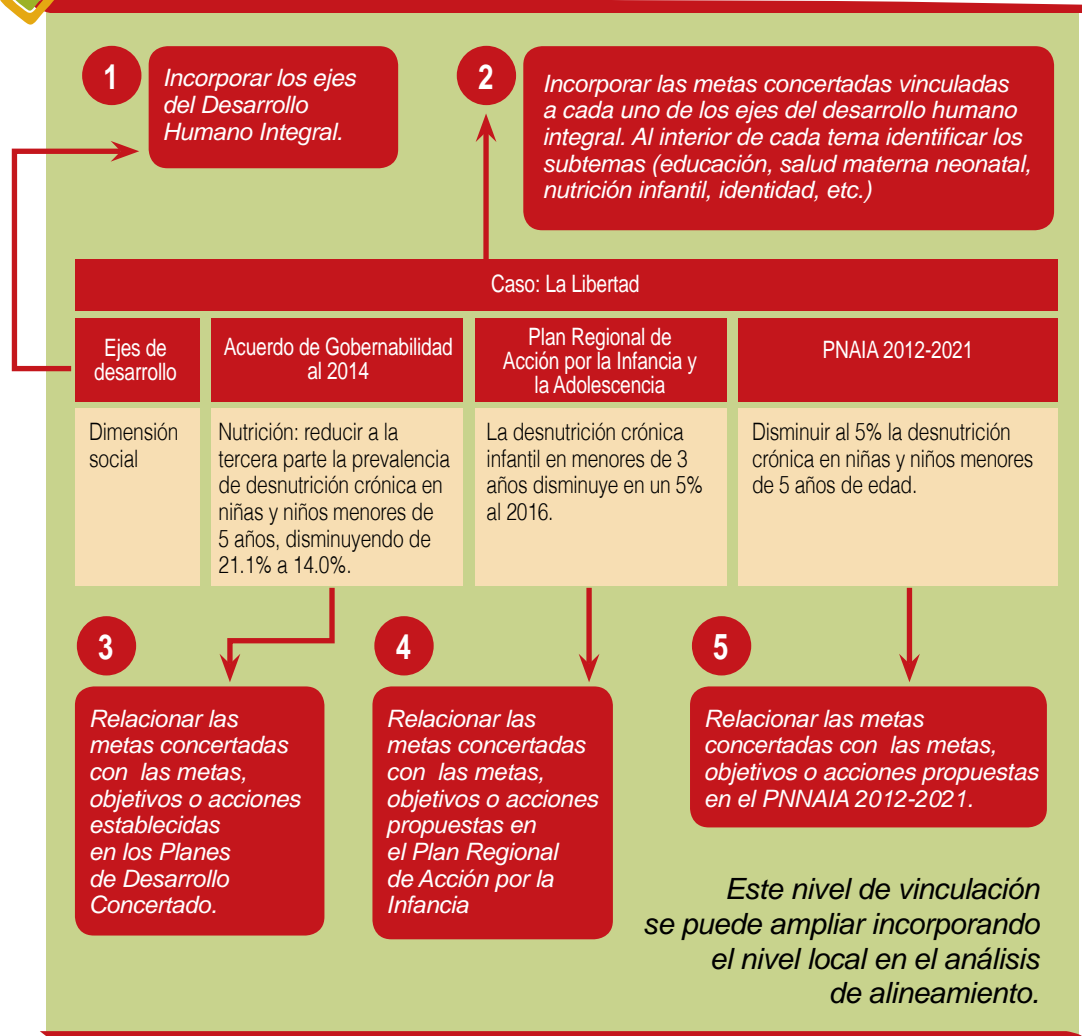 1
Incorporar los ejes
del Desarrollo
Humano Integral.
2
Incorporar las metas concertadas vinculadas
a cada uno de los ejes del desarrollo humano
integral. Al interior de cada tema identificar los
subtemas (educación, salud materna neonatal,
nutrición infantil, identidad, etc.)
Caso: La Libertad
Ejes de
desarrollo
Acuerdo de Gobernabilidad
al 2014
Plan Regional de
Acción por la Infancia y
la Adolescencia
PNAIA 2012-2021
Dimensión
social
Nutrición: reducir a la
tercera parte la prevalencia
de desnutrición crónica en
niñas y niños menores de
5 años, disminuyendo de
21.1% a 14.0%.
La desnutrición crónica
infantil en menores de 3
años disminuye en un 5%
al 2016.
Disminuir al 5% la desnutrición
crónica en niñas y niños menores
de 5 años de edad.
3
Relacionar las
metas concertadas
con las metas,
objetivos o acciones
establecidas
en los Planes
de Desarrollo
Concertado.
4
Relacionar las
metas concertadas
con las metas,
objetivos o acciones
propuestas en
el Plan Regional
de Acción por la
Infancia
5
Relacionar las metas
concertadas con las metas,
objetivos o acciones propuestas
en el PNNAIA 2012-2021.
Este nivel de vinculación
se puede ampliar incorporando
el nivel local en el análisis
de alineamiento.